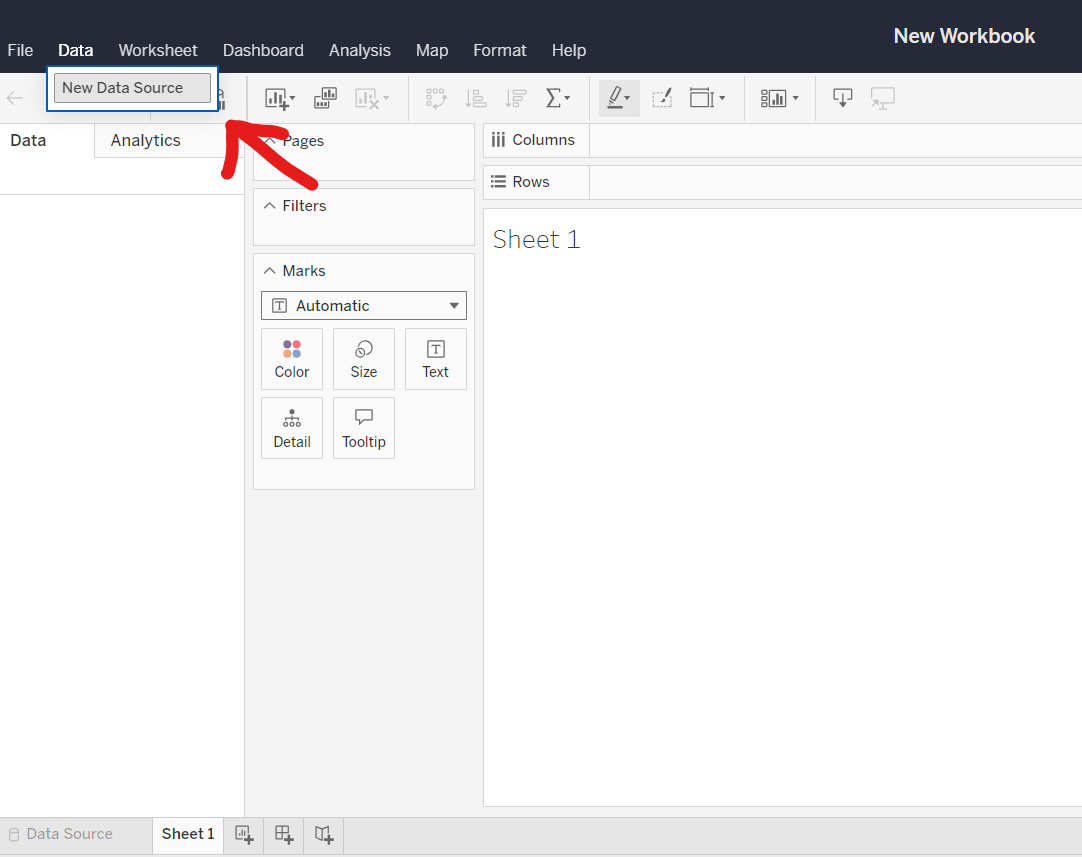 New Workbook
File Data Worksheet Dashboard Analysis Map Format Help
New Data Source
Data Analytics
Pages
Columns
Rows
Filters
Sheet 1
Marks
Automatic
Color Size Text
Detail Tooltip
Data Source Sheet 1